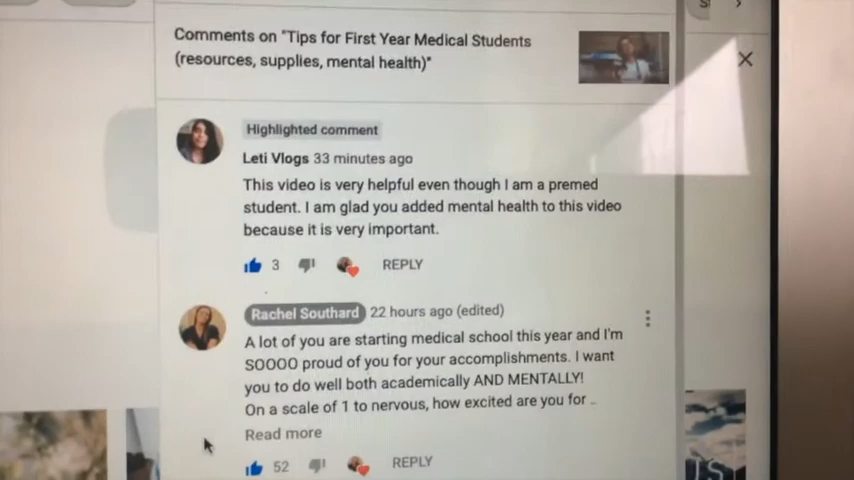 Comments on "Tips for First Year Medical Students
(resources, supplies, mental health)"
Highlighted comment
Leti Vlogs 33 minutes ago
This video is very helpful even though I am a premed
student. I am glad you added mental health to this video
because it is very important.
3 REPLY
Rachel Southard 22 hours ago (edited)
A lot of you are starting medical school this year and I'm
SOOOO proud of you for your accomplishments. I want
you to do well both academically AND MENTALLY!
On a scale of 1 to nervous, how excited are you for ...
Read more
52 REPLY